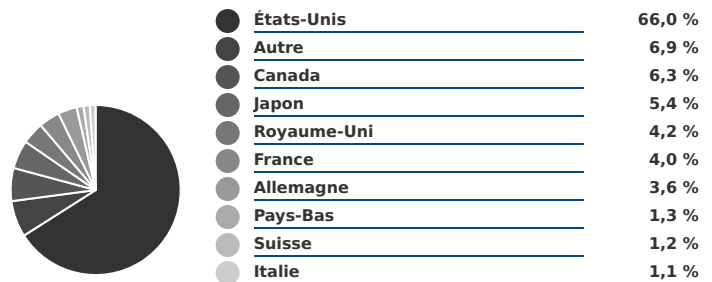 États-Unis 66,0 %
Autre 6,9 %
Canada 6,3 %
Japon 5,4 %
Royaume-Uni 4,2 %
France 4,0 %
Allemagne 3,6 %
Pays-Bas 1,3 %
Suisse 1,2 %
Italie 1,1 %